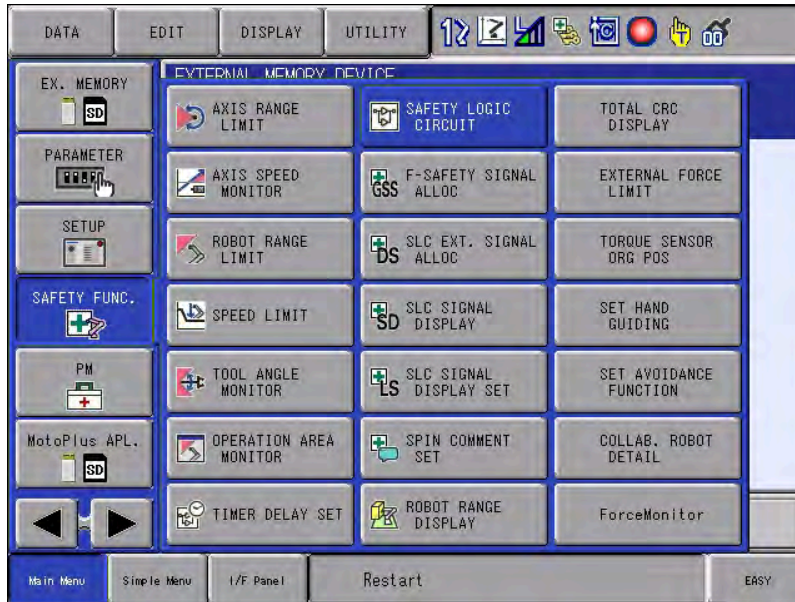 DATA
EDIT
DISPLAY
UTILITY
EXTERNAL MEMORY DEVICE
EX. MEMORY
SD
PARAMETER
SETUP
SAFETY FUNC.
PM
MotoPlus APL.
SD
AXIS RANGE
LIMIT
AXIS SPEED
MONITOR
ROBOT RANGE
LIMIT
SPEED LIMIT
TOOL ANGLE
MONITOR
OPERATION AREA
MONITOR
TIMER DELAY SET
SAFETY LOGIC
CIRCUIT
GSS
F-SAFETY SIGNAL
ALLOC
DS
SLC EXT. SIGNAL
ALLOC
SD
SLC SIGNAL
DISPLAY
LS
SLC SIGNAL
DISPLAY SET
SPIN COMMENT
SET
ROBOT RANGE
DISPLAY
TOTAL CRC
DISPLAY
EXTERNAL FORCE
LIMIT
TORQUE SENSOR
ORG POS
SET HAND
GUIDING
SET AVOIDANCE
FUNCTION
COLLAB. ROBOT
DETAIL
ForceMonitor
Main Menu
Simple Menu
I/F Panel
Restart
EASY